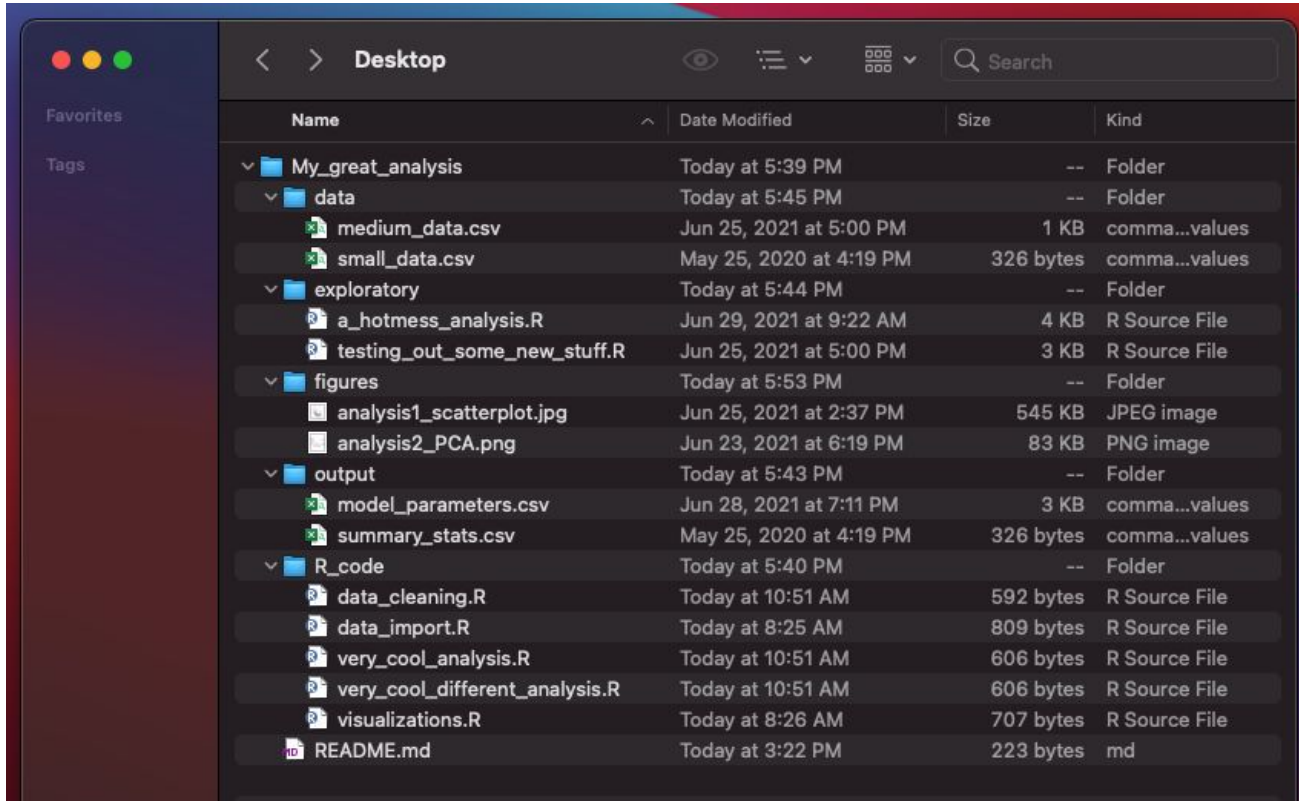 Desktop
Search
Favorites
Tags
Name Date Modified Size Kind
My_great_analysis Today at 5:39 PM -- Folder
data Today at 5:45 PM -- Folder
medium_data.csv Jun 25, 2021 at 5:00 PM 1 KB comma...values
small_data.csv May 25, 2020 at 4:19 PM 326 bytes comma...values
exploratory Today at 5:44 PM -- Folder
a_hotmess_analysis.R Jun 29, 2021 at 9:22 AM 4 KB R Source File
testing_out_some_new_stuff.R Jun 25, 2021 at 5:00 PM 3 KB R Source File
figures Today at 5:53 PM -- Folder
analysis1_scatterplot.jpg Jun 25, 2021 at 2:37 PM 545 KB JPEG image
analysis2_PCA.png Jun 23, 2021 at 6:19 PM 83 KB PNG image
output Today at 5:43 PM -- Folder
model_parameters.csv Jun 28, 2021 at 7:11 PM 3 KB comma...values
summary_stats.csv May 25, 2020 at 4:19 PM 326 bytes comma...values
R_code Today at 5:40 PM -- Folder
data_cleaning.R Today at 10:51 AM 592 bytes R Source File
data_import.R Today at 8:25 AM 809 bytes R Source File
very_cool_analysis.R Today at 10:51 AM 606 bytes R Source File
very_cool_different_analysis.R Today at 10:51 AM 606 bytes R Source File
visualizations.R Today at 8:26 AM 707 bytes R Source File
README.md Today at 3:22 PM 223 bytes md